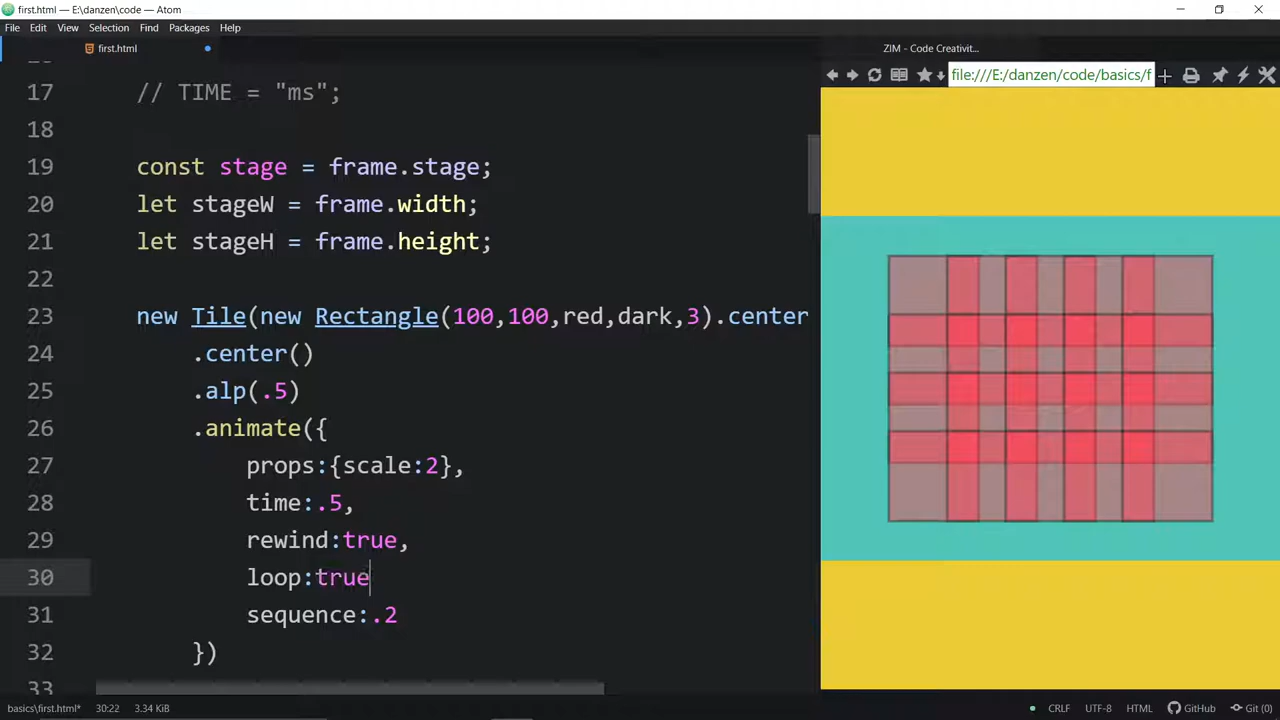 first.html — E:\danzen\code — Atom
File Edit View Selection Find Packages Help
first.html
ZIM - Code Creativit...
file:///E:/danzen/code/basics/f
17 // TIME = "ms";
18
19 const stage = frame.stage;
20 let stageW = frame.width;
21 let stageH = frame.height;
22
23 new Tile(new Rectangle(100,100,red,dark,3).center
24 .center()
25 .alp(.5)
26 .animate({
27 props:{scale:2},
28 time:.5,
29 rewind:true,
30 loop:true
31 sequence:.2
32 })
33
basics\first.html* 30:22 3.34 KiB CRLF UTF-8 HTML GitHub Git (0)